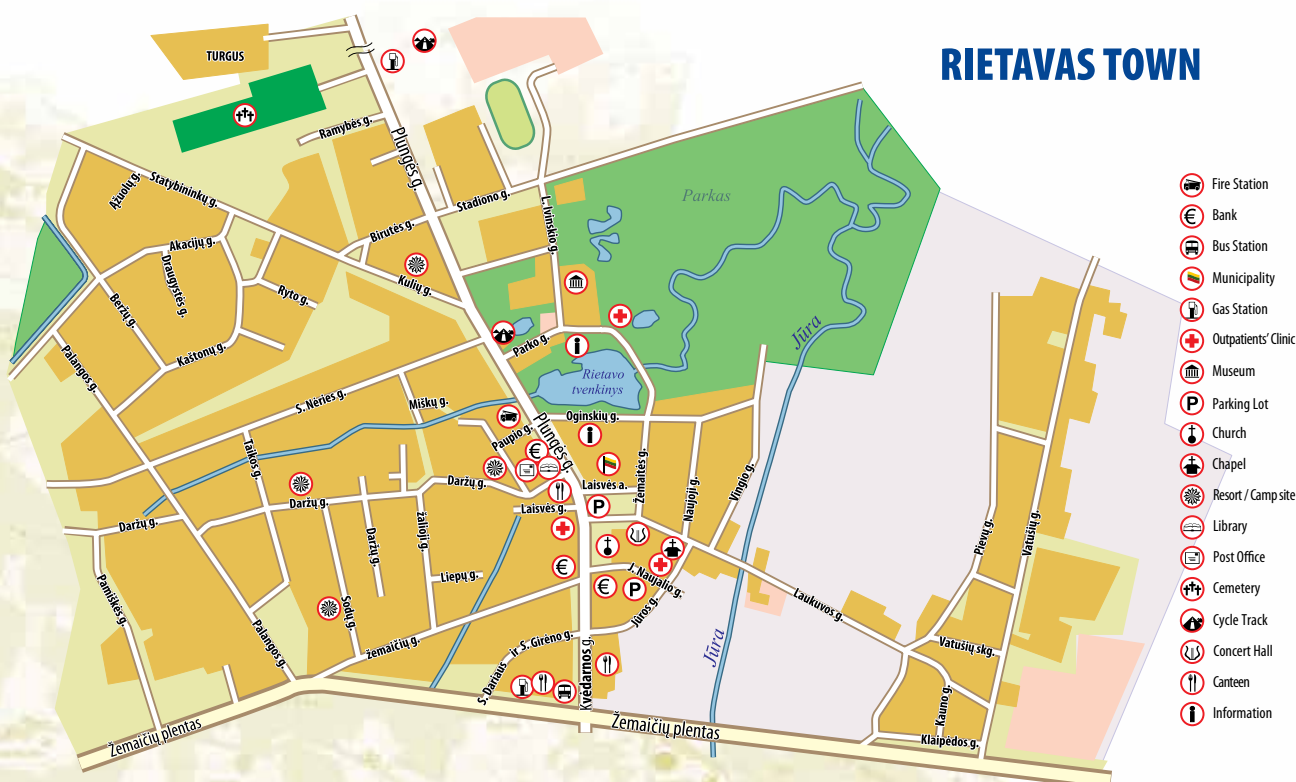 RIETAVAS TOWN
TURGUS
Ramybės g.
Plungės g.
Ąžuolų g.
Statybininkų g.
Stadiono g.
L. Ivinskio g.
Parkas
Birutės g.
Akacijų g.
Draugystės g.
Kulių g.
Ryto g.
Beržų g.
Kaštonų g.
Palangos g.
Parko g.
Jūra
Rietavo
tvenkinys
S. Nėries g.
Miškų g.
Oginskių g.
Paupio g.
Plungės g.
Taikos g.
Žemaitės g.
Daržų g.
Laisvės a.
Naujoji g.
Vingio g.
Daržų g.
Laisvės g.
Daržų g.
Daržų g.
žalioji g.
Pievų g.
Vatušių g.
Liepų g.
J. Naujalio g.
Pamiškės g.
Sodų g.
Jūros g.
Laukuvos g.
Palangos g.
žemaičių g.
S. Dariaus ir S. Girėno g.
Jūra
Vatušių skg.
Kvėdarnos g.
Kauno g.
Žemaičių plentas
Žemaičių plentas
Klaipėdos g.
Fire Station
€ Bank
Bus Station
Municipality
Gas Station
Outpatients' Clinic
Museum
P Parking Lot
Church
Chapel
Resort / Camp site
Library
Post Office
Cemetery
Cycle Track
Concert Hall
Canteen
i Information